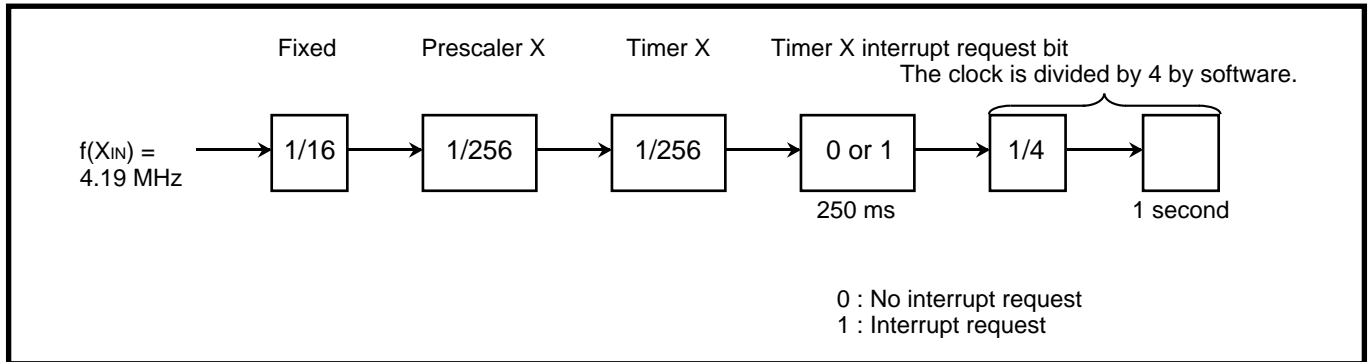 Fixed
Prescaler X
Timer X
Timer X interrupt request bit
The clock is divided by 4 by software.
f(XIN) =
4.19 MHz
1/16
1/256
1/256
0 or 1
1/4
250 ms
1 second
0 : No interrupt request
1 : Interrupt request